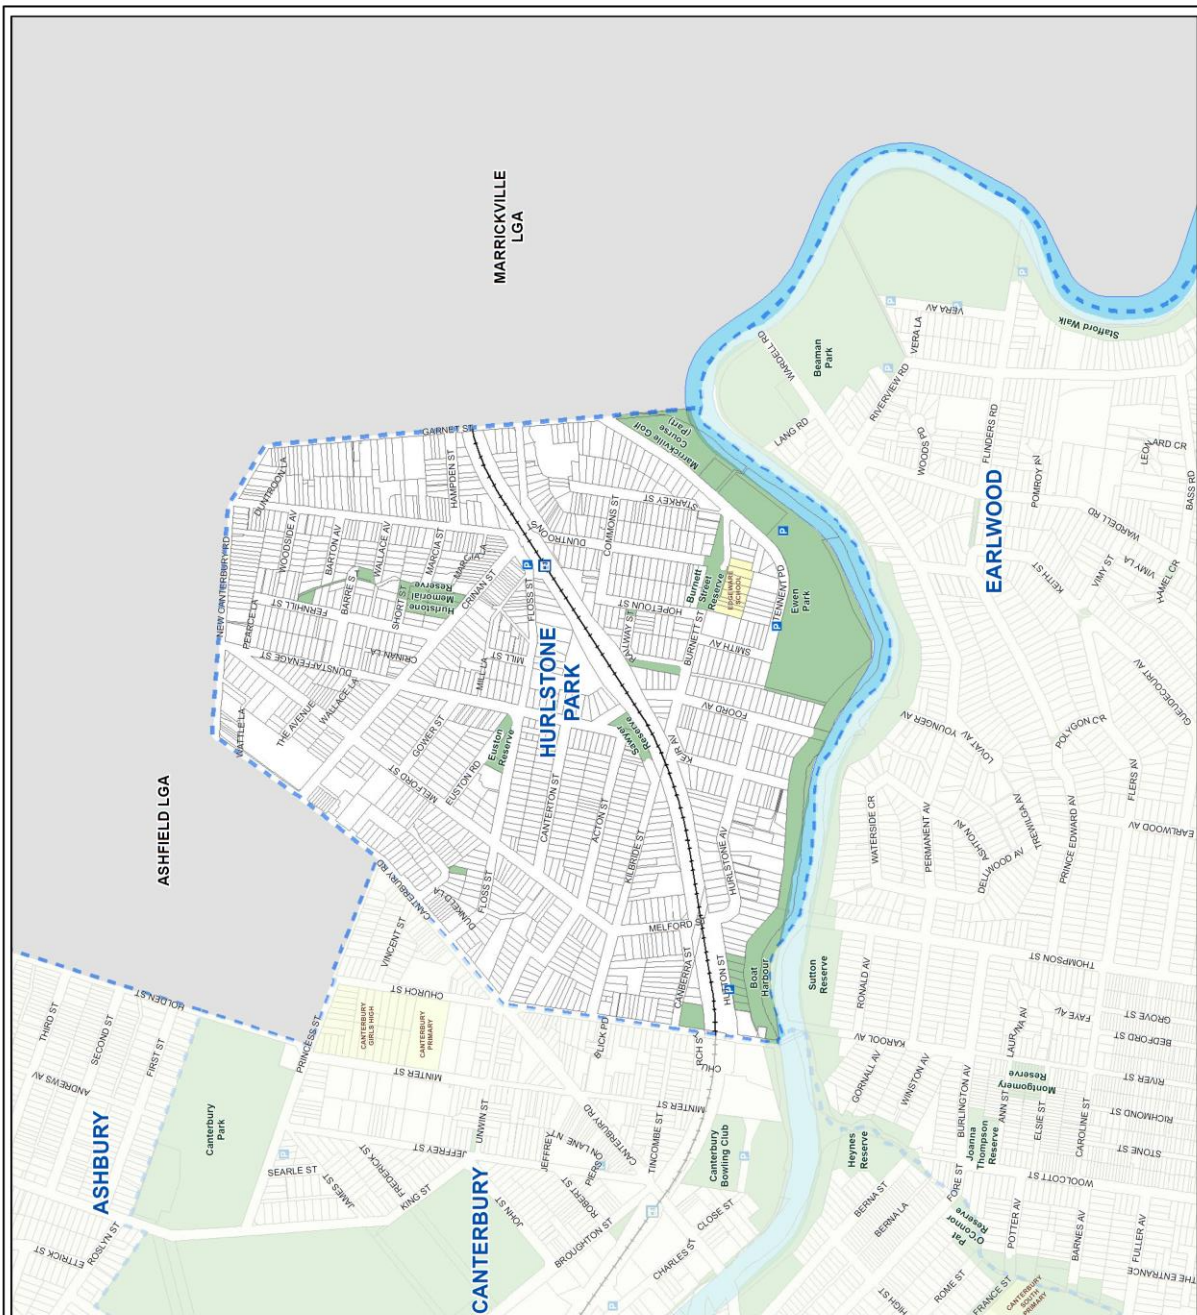 MARRICKVILLE
LGA
ASHFIELD LGA
HURLSTONE
PARK
EARLWOOD
ASHBURY
CANTERBURY
GARNET ST
NEW CANTERBURY RD
DUNTROON LA
WOODSIDE AV
BARTON AV
WALLACE AV
MARCIA ST
HAMPDEN ST
PEARCE LA
FERNHILL ST
SHORT ST
Hurlstone
Memorial
Reserve
CRINAN ST
CRINAN LA
DUNSTAFFENAGE ST
WATTLE LA
THE AVENUE
WALLACE LA
GOWER ST
MELFORD ST
EUSTON RD
Euston
Reserve
MILL LA
MILL ST
FLOSS ST
P
COMMONS ST
STARKEY ST
Marrickville Golf
Course
(Part)
HOPETOUN ST
Burnett
Street
Reserve
EDGEWARE
SCHOOL
RAILWAY ST
BURNETT ST
SMITH AV
TENNENT PD
P
P
Ewen
Park
FOORD AV
Sawyer
Reserve
KEIR AV
CANTERTON ST
ACTON ST
KILBRIDE ST
FLOSS ST
DUNKELD LA
CANTERBURY RD
HURLSTONE AV
MELFORD ST
CANBERRA ST
HUTTON ST
P
Boat
Harbour
WARDELL RD
LANG RD
Beaman
Park
P
P
P
P
RIVERVIEW RD
VERA LA
VERA AV
Stafford Walk
WOODS PD
FLINDERS RD
POMROY AV
LEONARD CR
BASS RD
WARDELL RD
KEITH ST
VIMY ST
VIMY LA
HAMEL CR
GUEUDECOURT AV
POLYGON CR
YOUNGER AV
LOVAT AV
FLERS AV
EARLWOOD AV
PRINCE EDWARD AV
TREWILGA AV
DELLWOOD AV
ASHTON AV
PERMANENT AV
WATERSIDE CR
THOMPSON ST
Sutton
Reserve
RONALD AV
KAROOL AV
FAYE AV
GROVE ST
BEDFORD ST
RIVER ST
RICHMOND ST
STONE ST
Montgomery
Reserve
GORNALL AV
WINSTON AV
BURLINGTON AV
ANN ST
ELSIE ST
CAROLINE ST
WOOLCOTT ST
Joanna
Thompson
Reserve
Heynes
Reserve
FORE ST
Pat
O'Connor
Reserve
POTTER AV
BARNES AV
FULLER AV
THE ENTRANCE
BERNA ST
BERNA LA
HIGH ST
ROME ST
FRANCE ST
CANTERBURY
SOUTH
PRIMARY
HOLDEN ST
THIRD ST
SECOND ST
FIRST ST
ANDREWS AV
Canterbury
Park
P
PRINCESS ST
VINCENT ST
CHURCH ST
CANTERBURY
GIRLS HIGH
CANTERBURY
PRIMARY
MINTER ST
UNWIN ST
JEFFREY ST
SEARLE ST
JAMES ST
FREDERICK ST
KING ST
ETTRICK ST
ROSLYN ST
JOHN ST
ROBERT ST
BROUGHTON ST
CANTERBURY RD
TINCOMBE ST
MINTER ST
Canterbury
Bowling Club
P
CLOSE ST
CHARLES ST
P